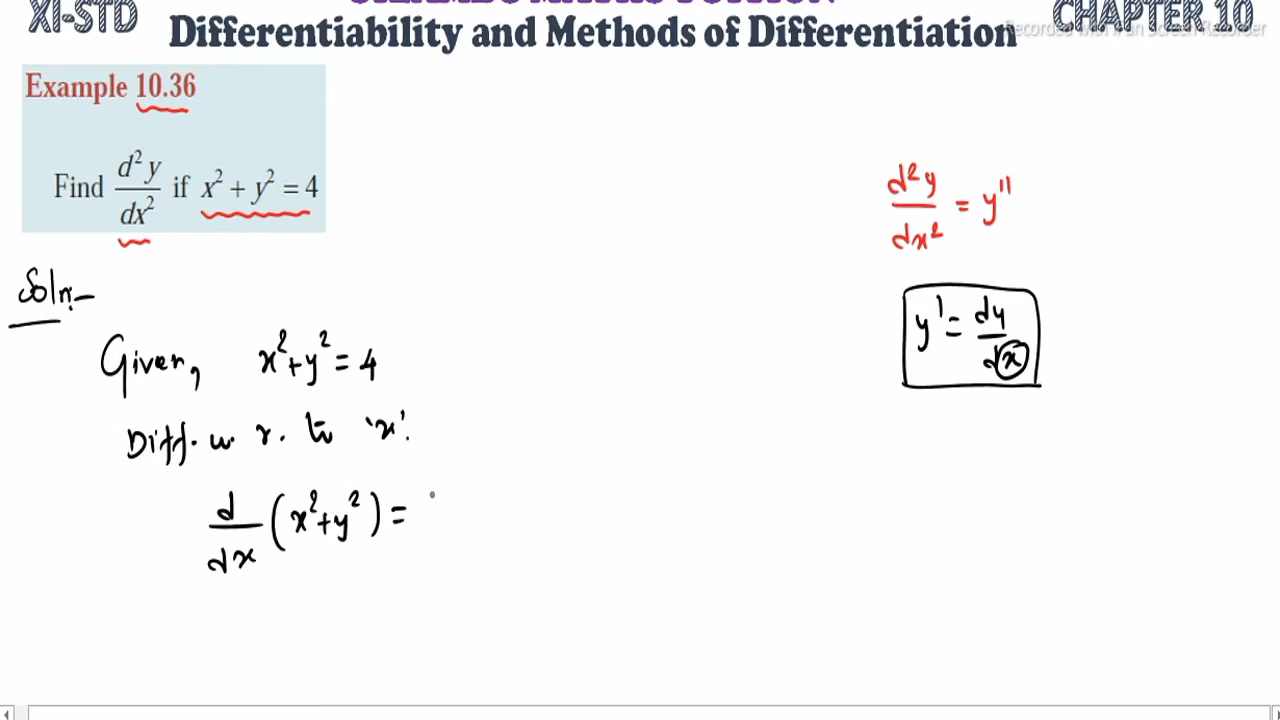 XI-STD
CHAPTER 10
Differentiability and Methods of Differentiation
Example 10.36
Find d²y/dx² if x² + y² = 4
d²y/dx² = y''
y' = dy/dx
Soln:-
Given, x²+y² = 4
Diff. w. r. to 'x'.
d/dx (x²+y²) =